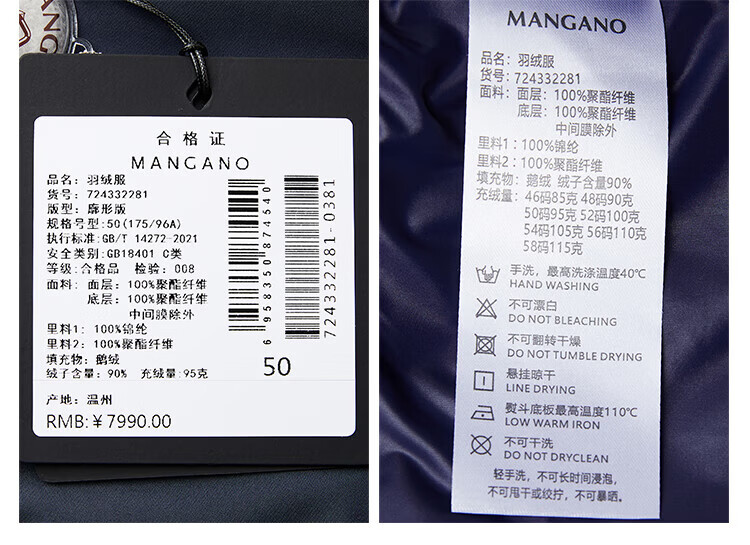 ANG
合格证
MANGANO
品名：羽绒服
货号：724332281
版型：廓形版
规格号型:50(175/96A)
执行标准:GB/T 14272-2021
安全类别:GB18401 C类
等级:合格品 检验：008
面料：面层：100%聚酯纤维
底层：100%聚酯纤维
中间膜除外
里料1：100%锦纶
里料2：100%聚酯纤维
填充物：鹅绒
绒子含量：90% 充绒量：95克
6 958350 874540
724332281-0381
50
产地：温州
RMB:￥7990.00
MANGANO
品名：羽绒服
货号：724332281
面料：面层：100%聚酯纤维
底层：100%聚酯纤维
中间膜除外
里料1：100%锦纶
里料2：100%聚酯纤维
填充物：鹅绒 绒子含量90%
充绒量：46码85克 48码90克
50码95克 52码100克
54码105克 56码110克
58码115克
手洗，最高洗涤温度40℃
HAND WASHING
不可漂白
DO NOT BLEACHING
不可翻转干燥
DO NOT TUMBLE DRYING
悬挂晾干
LINE DRYING
熨斗底板最高温度110℃
LOW WARM IRON
不可干洗
DO NOT DRYCLEAN
轻手洗，不可长时间浸泡，
不可甩干或绞拧，不可暴晒。